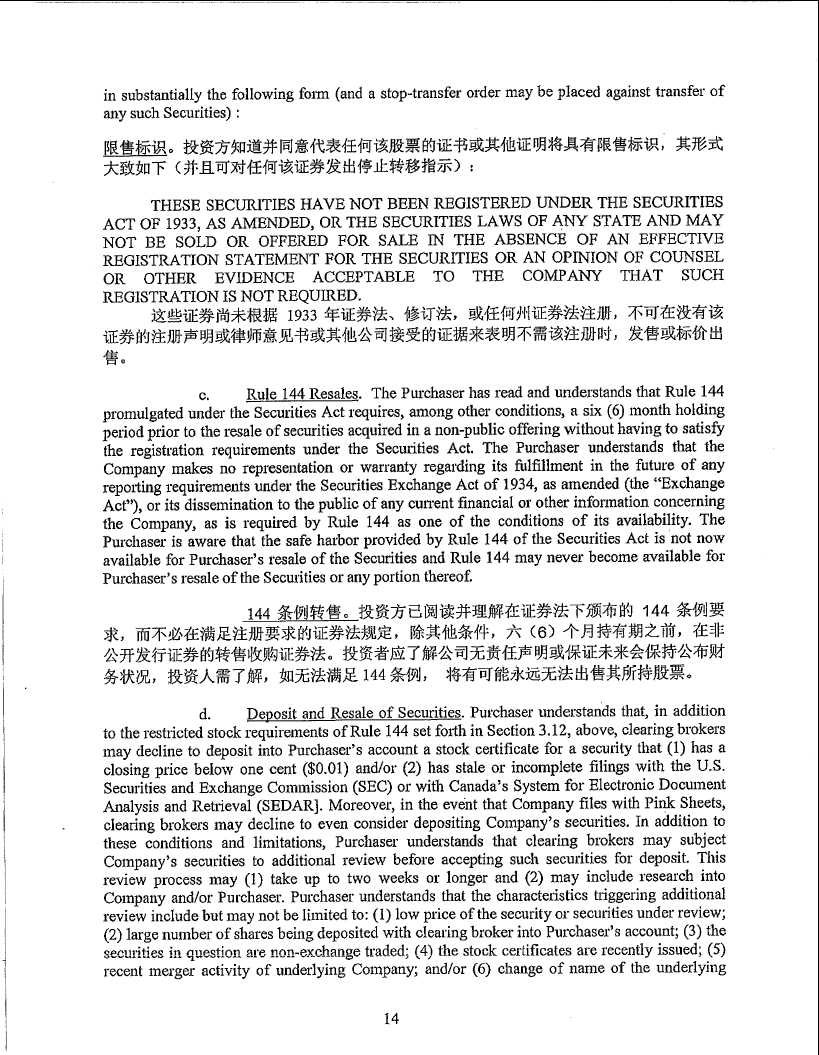 in substantially the following form (and a stop-transfer order may be placed against transfer of
any such Securities) :
限售标识。投资方知道并同意代表任何该股票的证书或其他证明将具有限售标识，其形式
大致如下（并且可对任何该证券发出停止转移指示）：
THESE SECURITIES HAVE NOT BEEN REGISTERED UNDER THE SECURITIES
ACT OF 1933, AS AMENDED, OR THE SECURITIES LAWS OF ANY STATE AND MAY
NOT BE SOLD OR OFFERED FOR SALE IN THE ABSENCE OF AN EFFECTIVE
REGISTRATION STATEMENT FOR THE SECURITIES OR AN OPINION OF COUNSEL
OR OTHER EVIDENCE ACCEPTABLE TO THE COMPANY THAT SUCH
REGISTRATION IS NOT REQUIRED.
这些证券尚未根据 1933 年证券法、修订法，或任何州证券法注册，不可在没有该
证券的注册声明或律师意见书或其他公司接受的证据来表明不需该注册时，发售或标价出
售。
c. Rule 144 Resales. The Purchaser has read and understands that Rule 144
promulgated under the Securities Act requires, among other conditions, a six (6) month holding
period prior to the resale of securities acquired in a non-public offering without having to satisfy
the registration requirements under the Securities Act. The Purchaser understands that the
Company makes no representation or warranty regarding its fulfillment in the future of any
reporting requirements under the Securities Exchange Act of 1934, as amended (the “Exchange
Act”), or its dissemination to the public of any current financial or other information concerning
the Company, as is required by Rule 144 as one of the conditions of its availability. The
Purchaser is aware that the safe harbor provided by Rule 144 of the Securities Act is not now
available for Purchaser’s resale of the Securities and Rule 144 may never become available for
Purchaser’s resale of the Securities or any portion thereof.
144 条例转售。投资方已阅读并理解在证券法下颁布的 144 条例要
求，而不必在满足注册要求的证券法规定，除其他条件，六（6）个月持有期之前，在非
公开发行证券的转售收购证券法。投资者应了解公司无责任声明或保证未来会保持公布财
务状况，投资人需了解，如无法满足 144 条例， 将有可能永远无法出售其所持股票。
d. Deposit and Resale of Securities. Purchaser understands that, in addition
to the restricted stock requirements of Rule 144 set forth in Section 3.12, above, clearing brokers
may decline to deposit into Purchaser’s account a stock certificate for a security that (1) has a
closing price below one cent ($0.01) and/or (2) has stale or incomplete filings with the U.S.
Securities and Exchange Commission (SEC) or with Canada’s System for Electronic Document
Analysis and Retrieval (SEDAR]. Moreover, in the event that Company files with Pink Sheets,
clearing brokers may decline to even consider depositing Company’s securities. In addition to
these conditions and limitations, Purchaser understands that clearing brokers may subject
Company’s securities to additional review before accepting such securities for deposit. This
review process may (1) take up to two weeks or longer and (2) may include research into
Company and/or Purchaser. Purchaser understands that the characteristics triggering additional
review include but may not be limited to: (1) low price of the security or securities under review;
(2) large number of shares being deposited with clearing broker into Purchaser’s account; (3) the
securities in question are non-exchange traded; (4) the stock certificates are recently issued; (5)
recent merger activity of underlying Company; and/or (6) change of name of the underlying
14